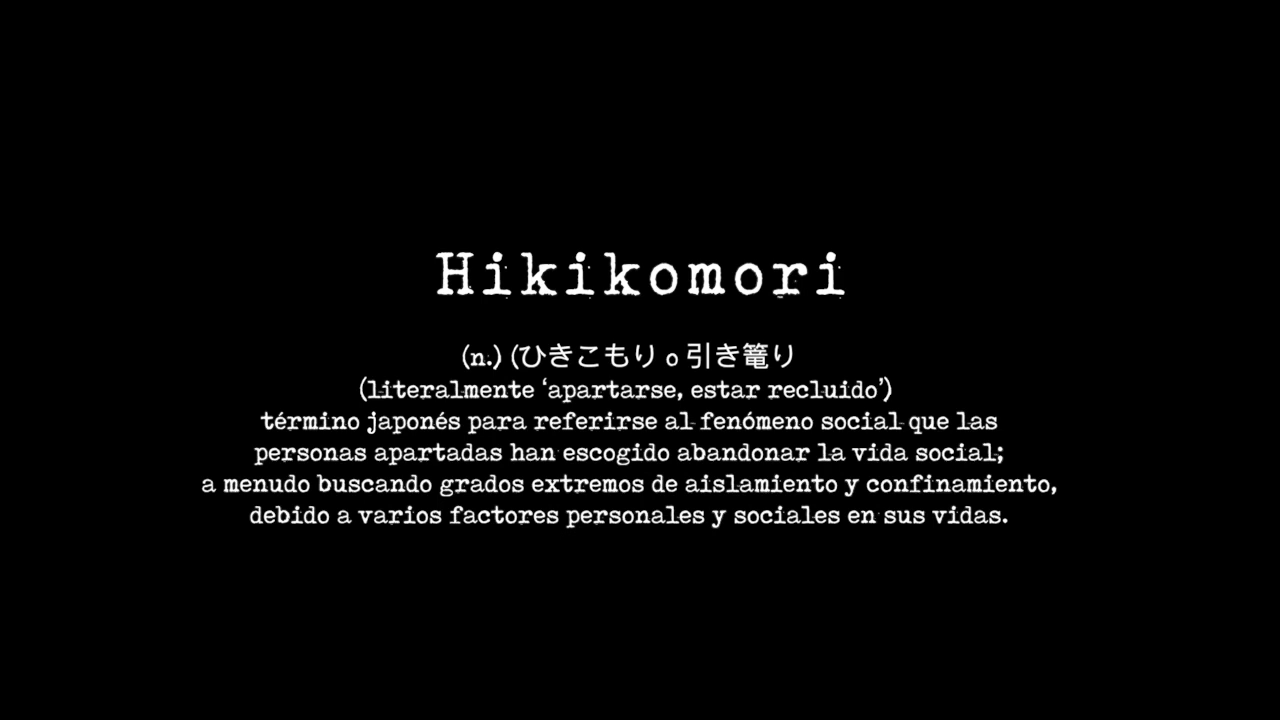 Hikikomori
(n.) (ひきこもり o 引き篭り
(literalmente ‘apartarse, estar recluido’)
término japonés para referirse al fenómeno social que las
personas apartadas han escogido abandonar la vida social;
a menudo buscando grados extremos de aislamiento y confinamiento,
debido a varios factores personales y sociales en sus vidas.